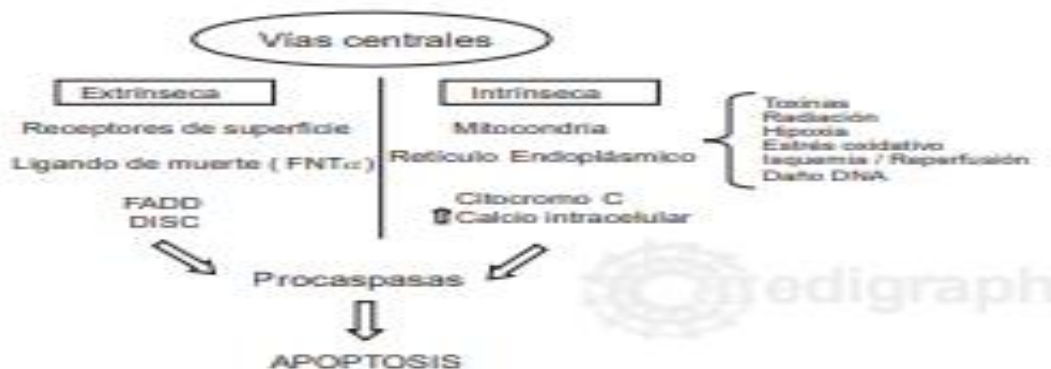 Vías centrales
Extrínseca
Receptores de superficie
Ligando de muerte ( FNTα)
FADD
DISC
Intrínseca
Mitocondria
Retículo Endoplásmico
Citocromo C
⇧Calcio intracelular
Toxinas
Radiación
Hipoxia
Estrés oxidativo
Isquemia / Reperfusión
Daño DNA
Procaspasas
APOPTOSIS
edigraph